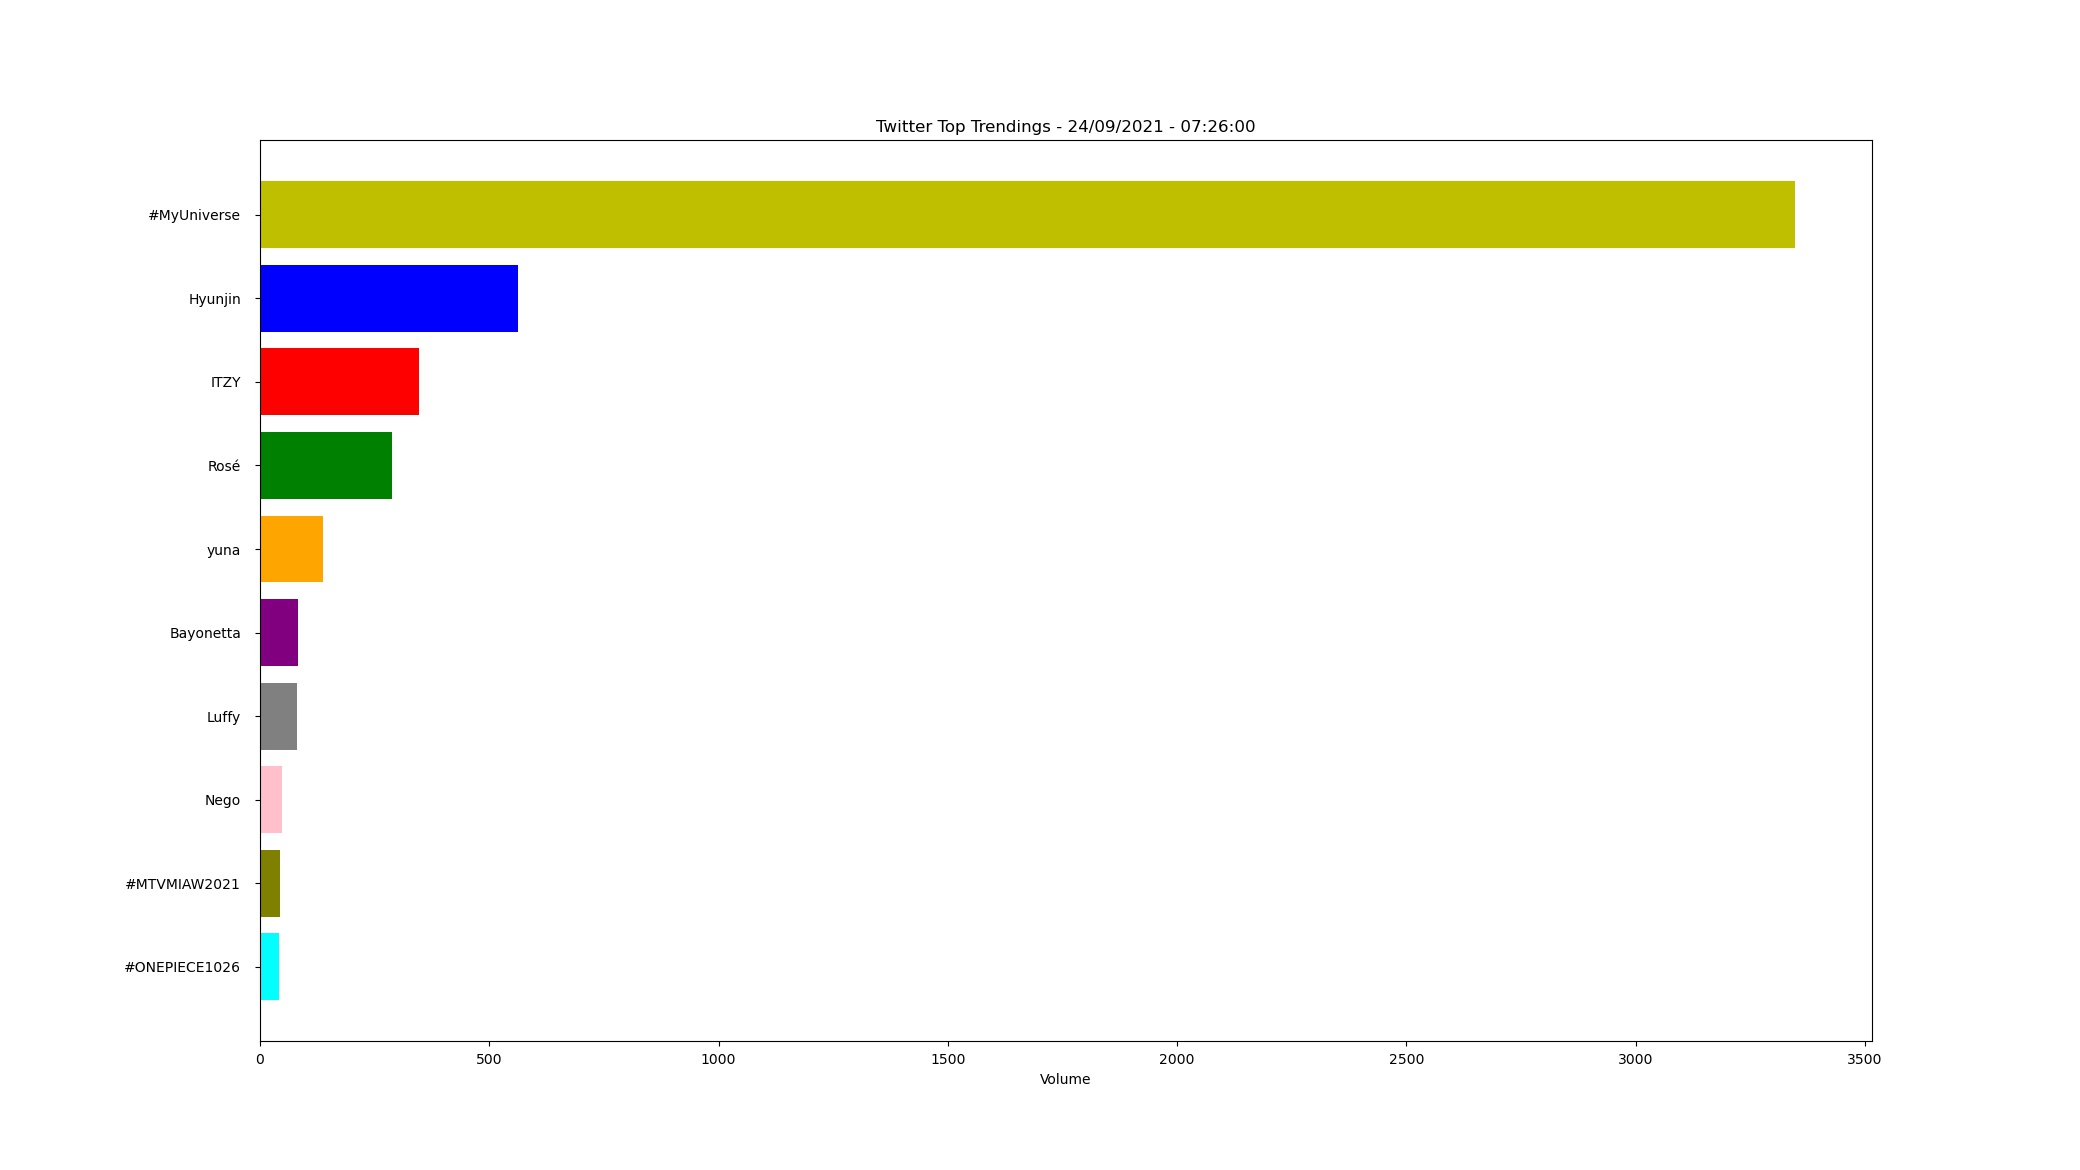 Twitter Top Trendings - 24/09/2021 - 07:26:00
#MyUniverse
Hyunjin
ITZY
Rosé
yuna
Bayonetta
Luffy
Nego
#MTVMIAW2021
#ONEPIECE1026
0 500 1000 1500 2000 2500 3000 3500
Volume